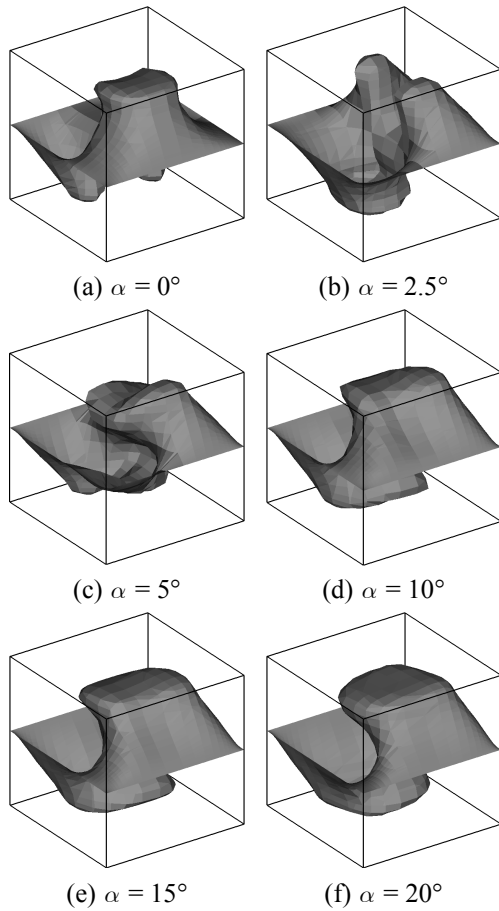 (a) α = 0°
(b) α = 2.5°
(c) α = 5°
(d) α = 10°
(e) α = 15°
(f) α = 20°